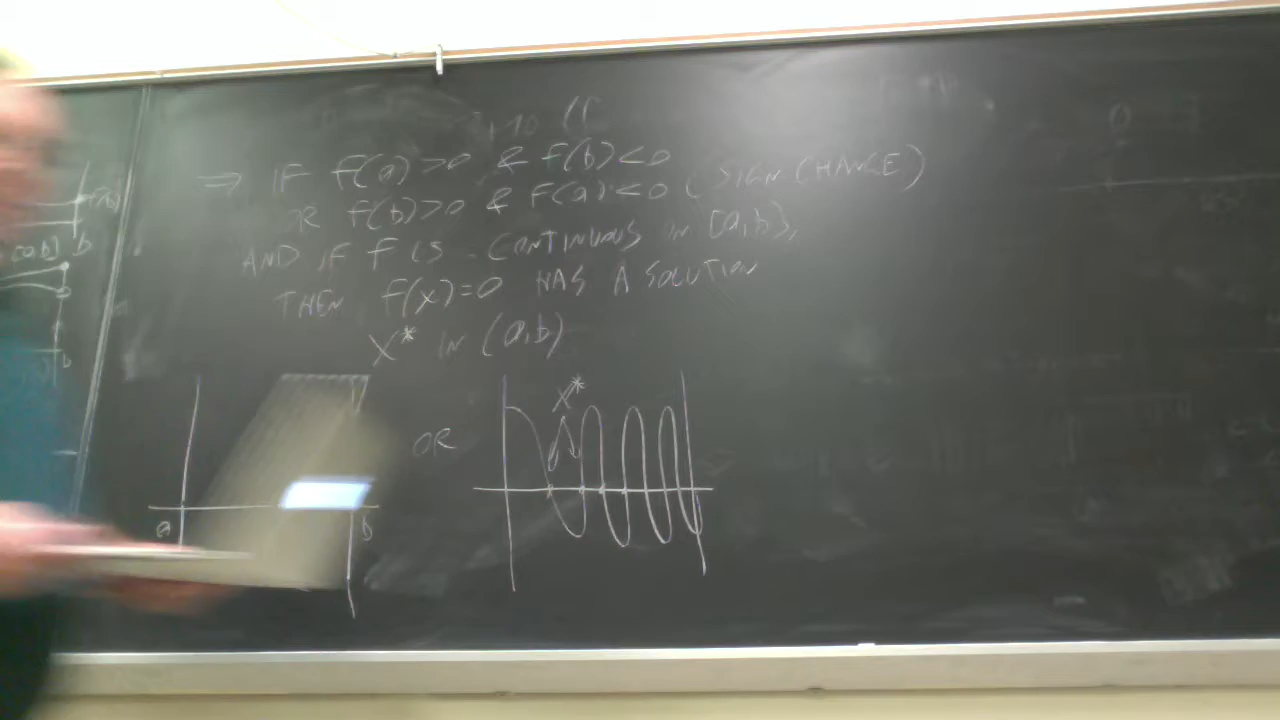 ⇒ IF f(a)>0 & f(b)<0
OR f(b)>0 & f(a)<0 (SIGN CHANGE)
AND IF f IS CONTINUOUS ON [a,b],
THEN f(x)=0 HAS A SOLUTION
X* IN (a,b)
[a,b] b
b
a
b
OR
X*